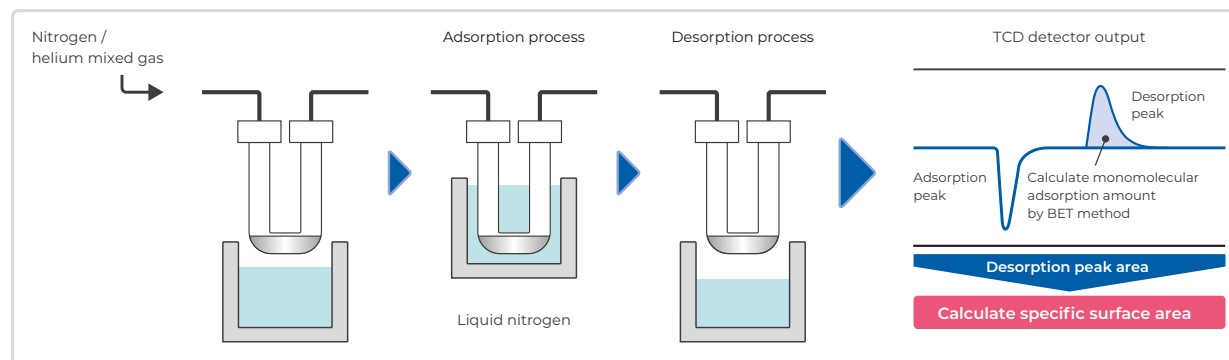 Nitrogen /
helium mixed gas
Adsorption process
Liquid nitrogen
Desorption process
TCD detector output
Desorption
peak
Adsorption
peak
Calculate monomolecular
adsorption amount
by BET method
Desorption peak area
Calculate specific surface area